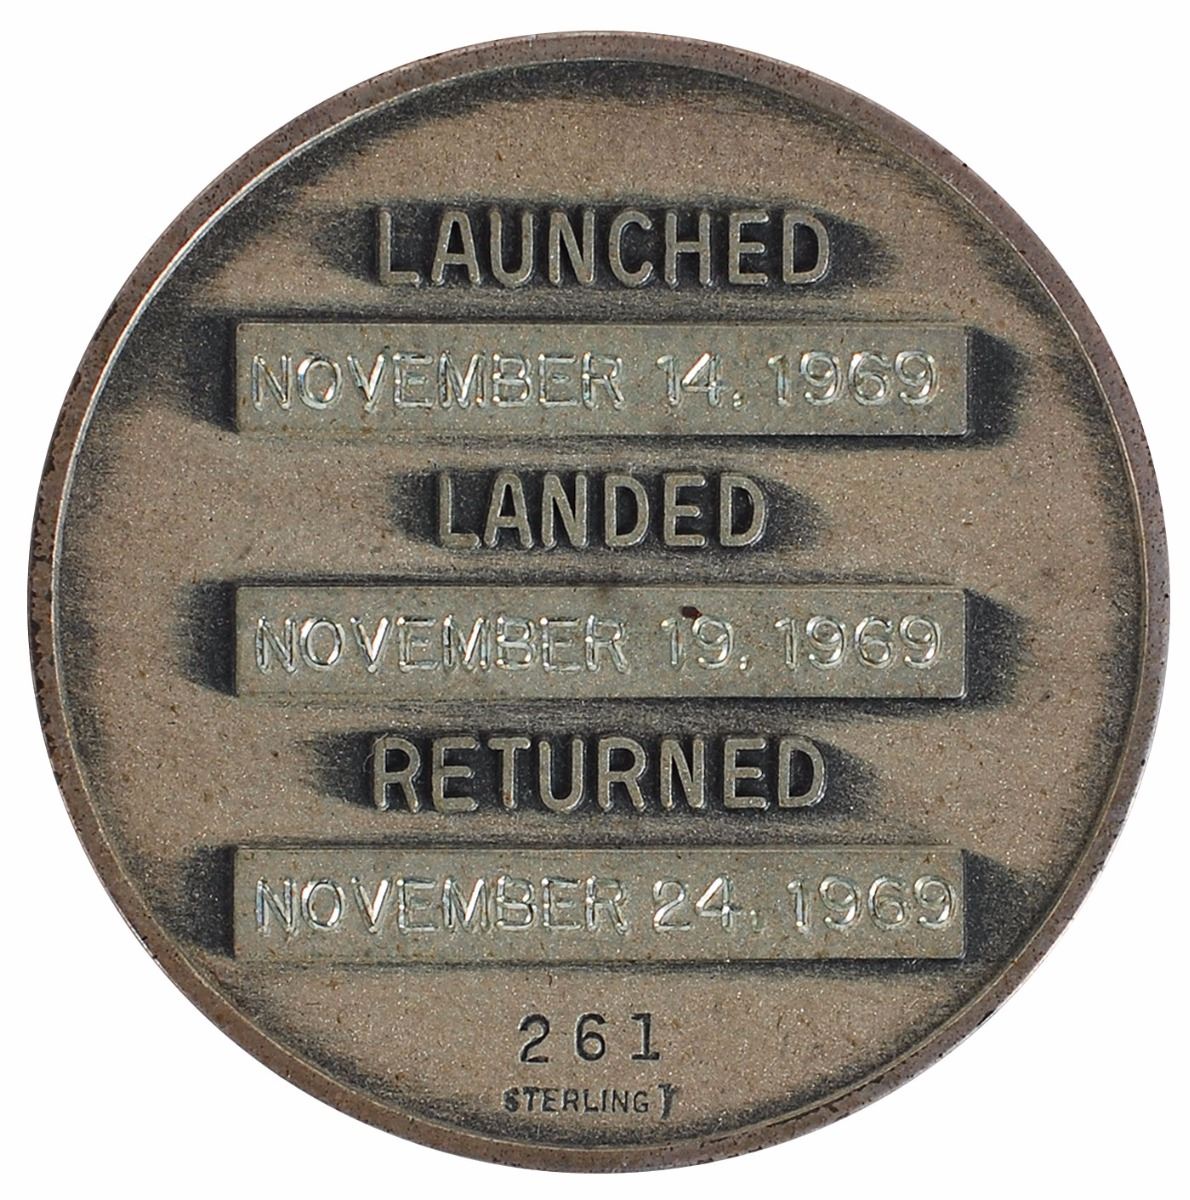 LAUNCHED
NOVEMBER 14, 1969
LANDED
NOVEMBER 19, 1969
RETURNED
NOVEMBER 24, 1969
261
STERLING